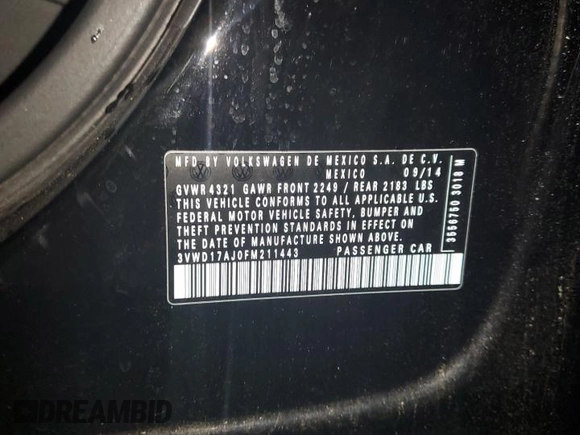 MFD. BY VOLKSWAGEN DE MEXICO S.A. DE C.V.
MEXICO 09/14
GVWR 4321 GAWR FRONT 2249 / REAR 2183 LBS
THIS VEHICLE CONFORMS TO ALL APPLICABLE U.S.
FEDERAL MOTOR VEHICLE SAFETY, BUMPER AND
THEFT PREVENTION STANDARDS IN EFFECT ON
THE DATE OF MANUFACTURE SHOWN ABOVE.
3VWD17AJ0FM211443 PASSENGER CAR
3556750 3018 M
DREAMBID